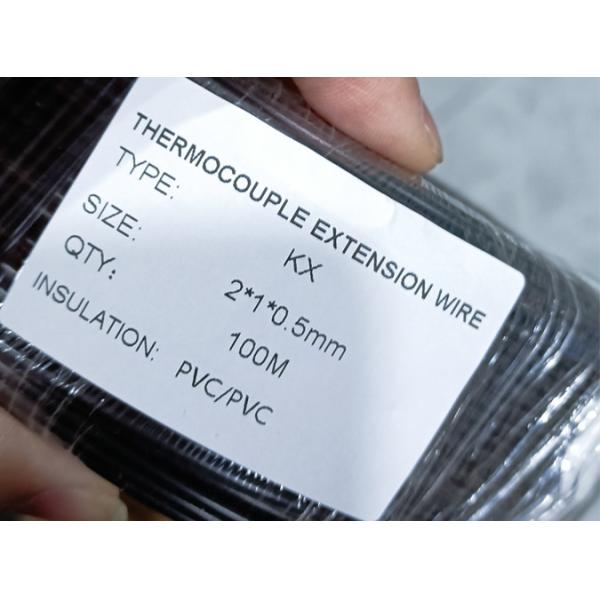 THERMOCOUPLE EXTENSION WIRE
TYPE: KX
SIZE: 2*1*0.5mm
QTY: 100M
INSULATION: PVC/PVC